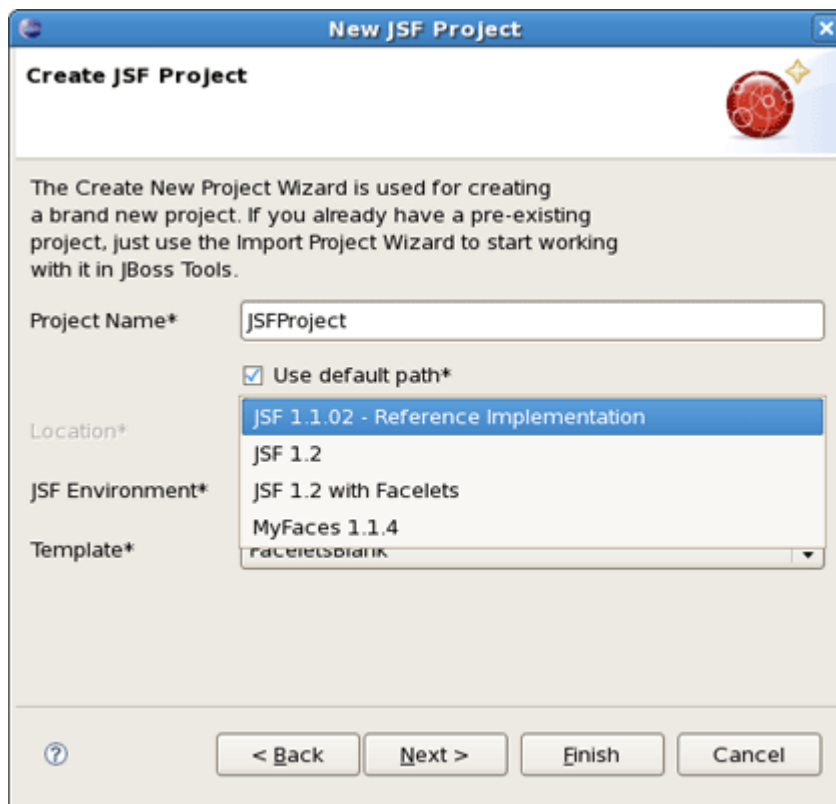 New JSF Project
Create JSF Project
The Create New Project Wizard is used for creating
a brand new project. If you already have a pre-existing
project, just use the Import Project Wizard to start working
with it in JBoss Tools.
Project Name*
JSFProject
Use default path*
JSF 1.1.02 - Reference Implementation
Location*
JSF 1.2
JSF Environment*
JSF 1.2 with Facelets
MyFaces 1.1.4
Template*
FaceletsBlank
< Back
Next >
Finish
Cancel